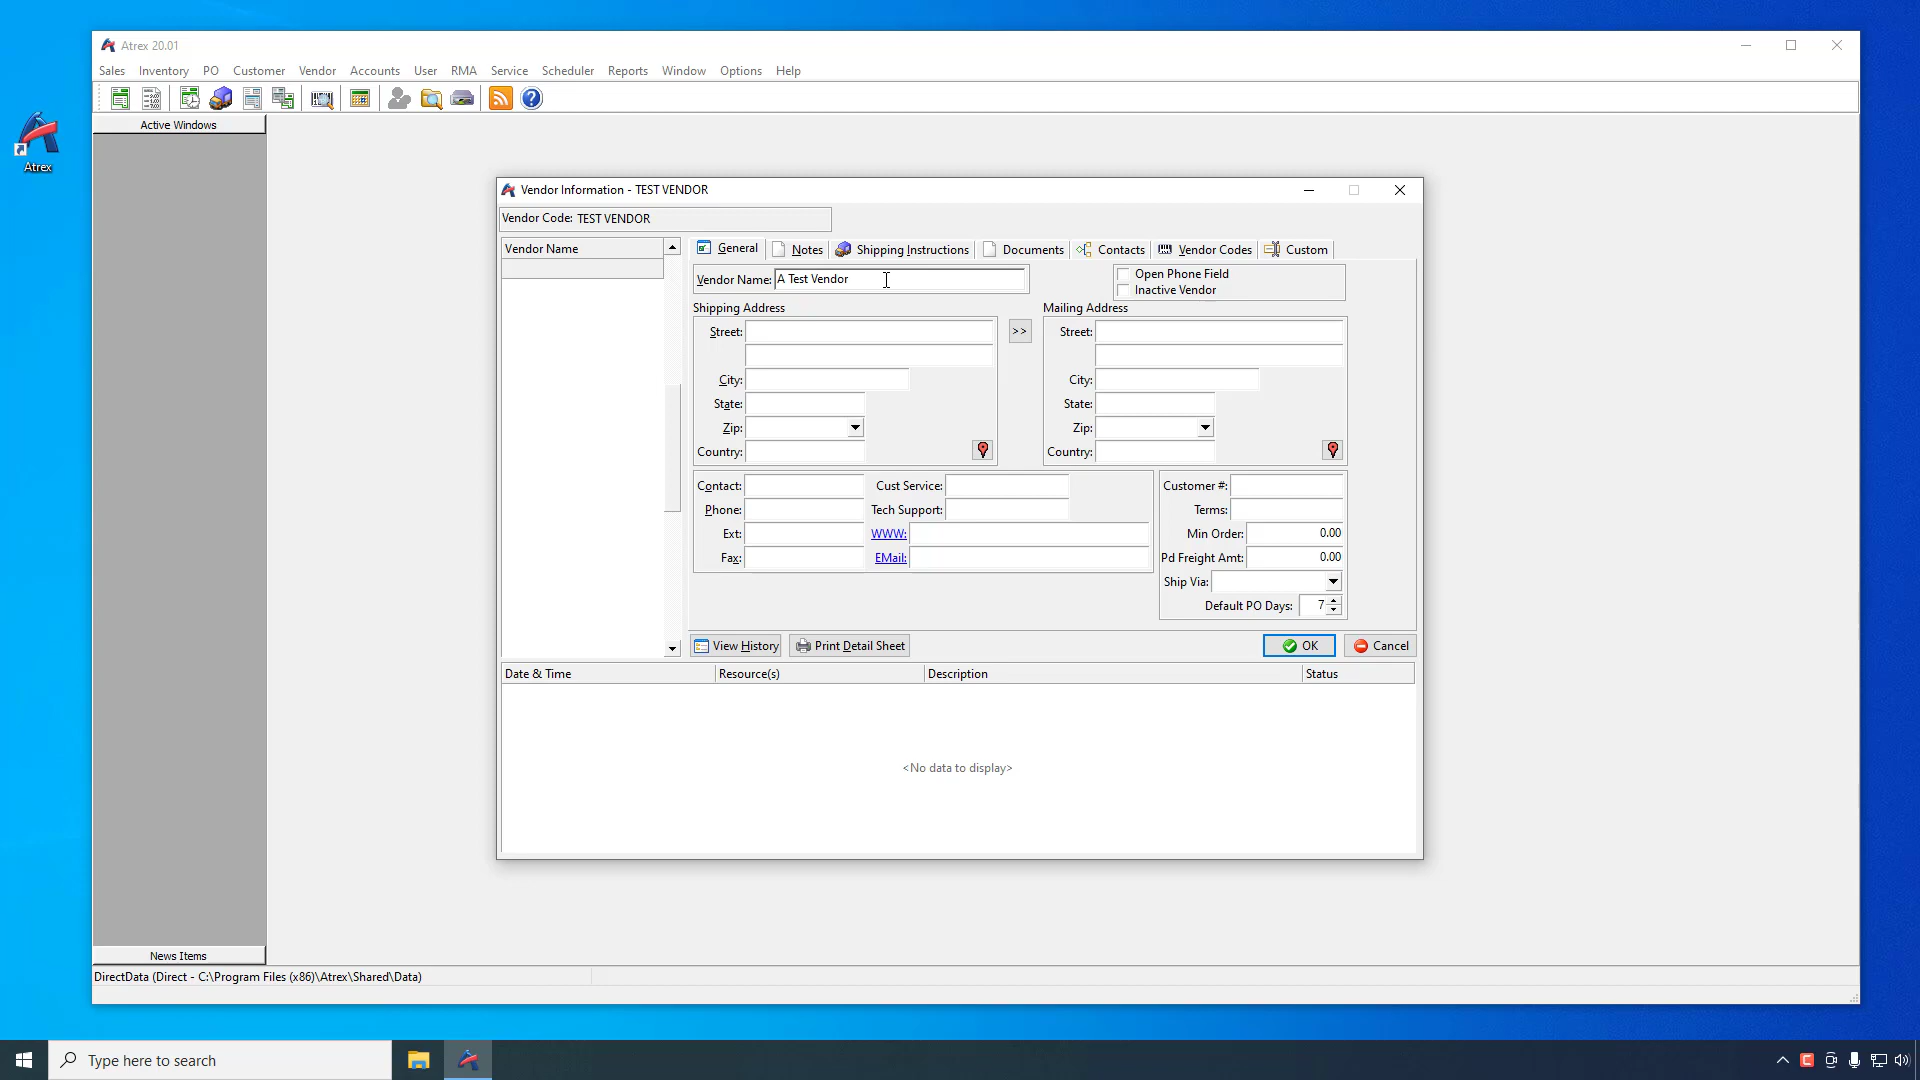 Atrex 20.01
Sales Inventory PO Customer Vendor Accounts User RMA Service Scheduler Reports Window Options Help
Active Windows
Atrex
Vendor Information - TEST VENDOR
Vendor Code: TEST VENDOR
Vendor Name
General Notes Shipping Instructions Documents Contacts Vendor Codes Custom
Vendor Name: A Test Vendor
Open Phone Field
Inactive Vendor
Shipping Address
Mailing Address
Street: >> Street:
City: City:
State: State:
Zip: Zip:
Country: Country:
Contact: Cust Service: Customer #:
Phone: Tech Support: Terms:
Ext: WWW: Min Order: 0.00
Fax: EMail: Pd Freight Amt: 0.00
Ship Via:
Default PO Days: 7
View History Print Detail Sheet OK Cancel
Date & Time Resource(s) Description Status
<No data to display>
News Items
DirectData (Direct - C:\Program Files (x86)\Atrex\Shared\Data)
Type here to search